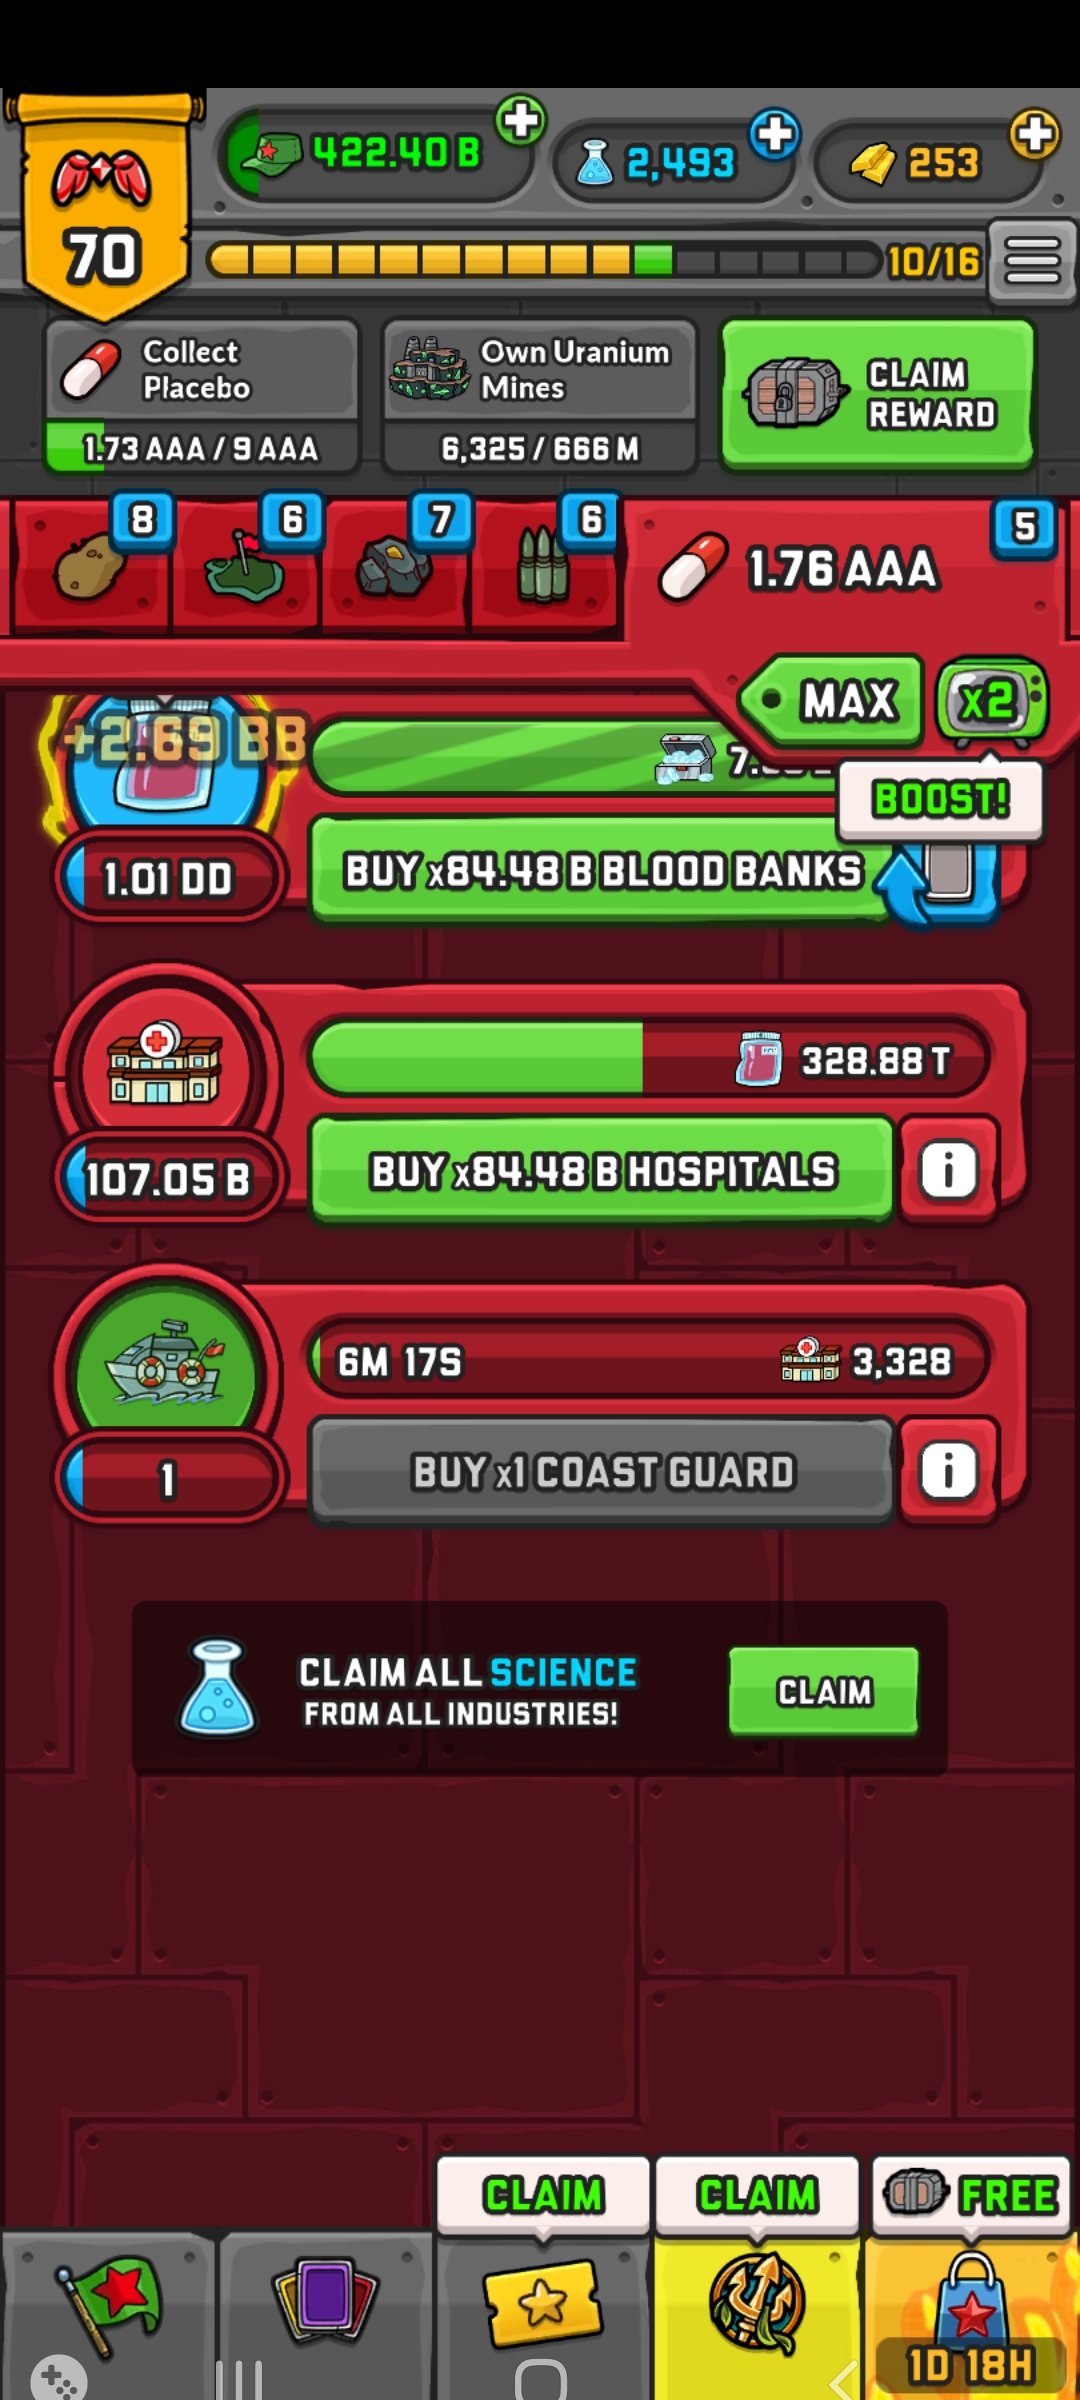 70
422.40 B
2,493
253
10/16
Collect
Placebo
1.73 AAA / 9 AAA
Own Uranium
Mines
6,325 / 666 M
CLAIM
REWARD
8
6
7
6
5
1.76 AAA
MAX
x2
BOOST!
+2.69 BB
1.01 DD
BUY x84.48 B BLOOD BANKS
328.88 T
107.05 B
BUY x84.48 B HOSPITALS
i
6M 17S
3,328
1
BUY x1 COAST GUARD
i
CLAIM ALL SCIENCE
FROM ALL INDUSTRIES!
CLAIM
CLAIM
CLAIM
FREE
1D 18H